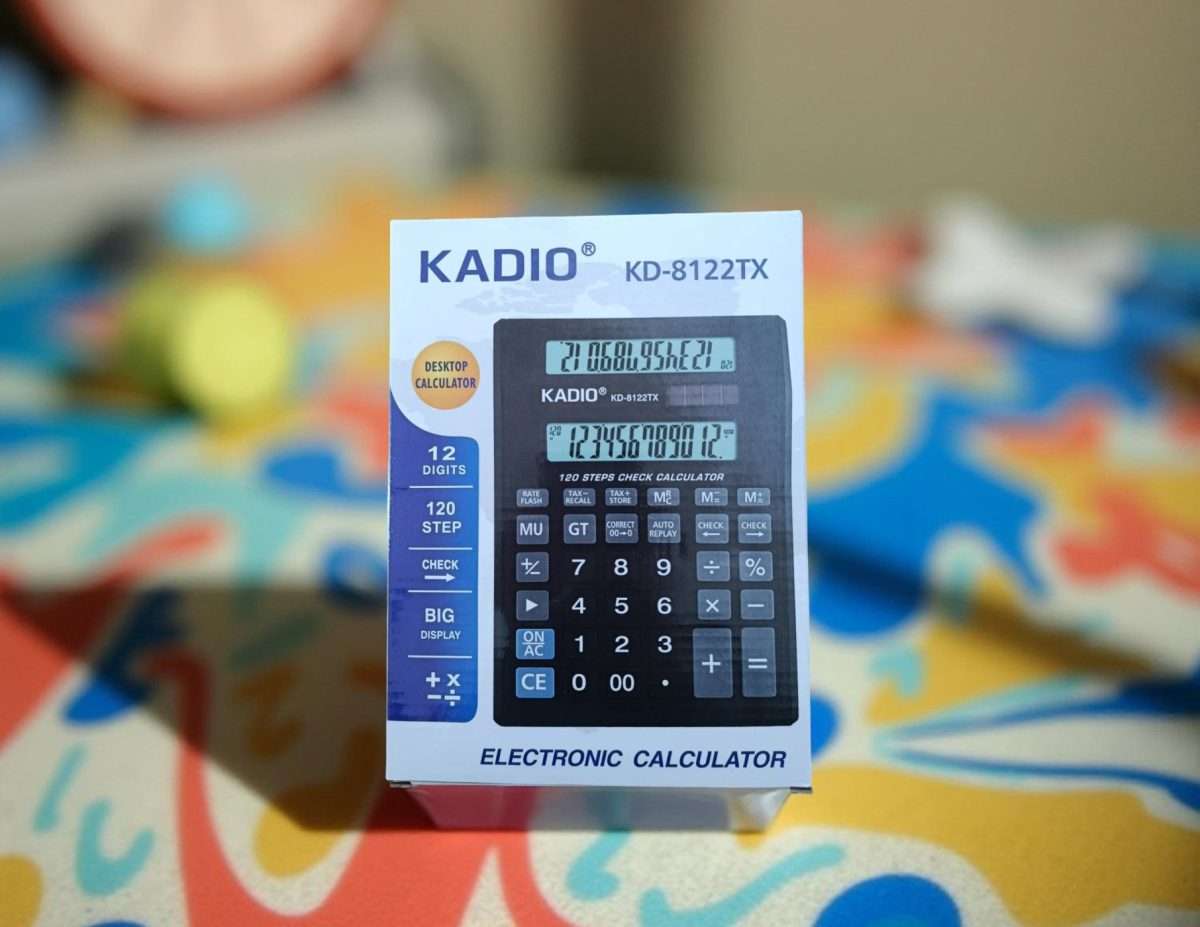 KADIO® KD-8122TX
DESKTOP
CALCULATOR
12
DIGITS
120
STEP
CHECK
BIG
DISPLAY
+ ×
− ÷
KADIO® KD-8122TX
123456789012.
120 STEPS CHECK CALCULATOR
RATE FLASH TAX− RECALL TAX+ STORE MRC M−= M+=
MU GT CORRECT 00→0 AUTO REPLAY CHECK ← CHECK →
+/− 7 8 9 ÷ %
▶ 4 5 6 × −
ON/AC 1 2 3 + =
CE 0 00 .
ELECTRONIC CALCULATOR